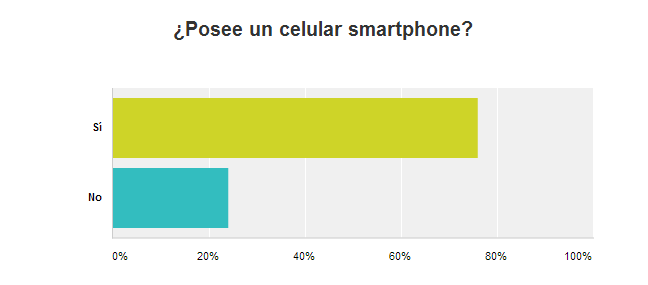 ¿Posee un celular smartphone?
Sí
No
0% 20% 40% 60% 80% 100%